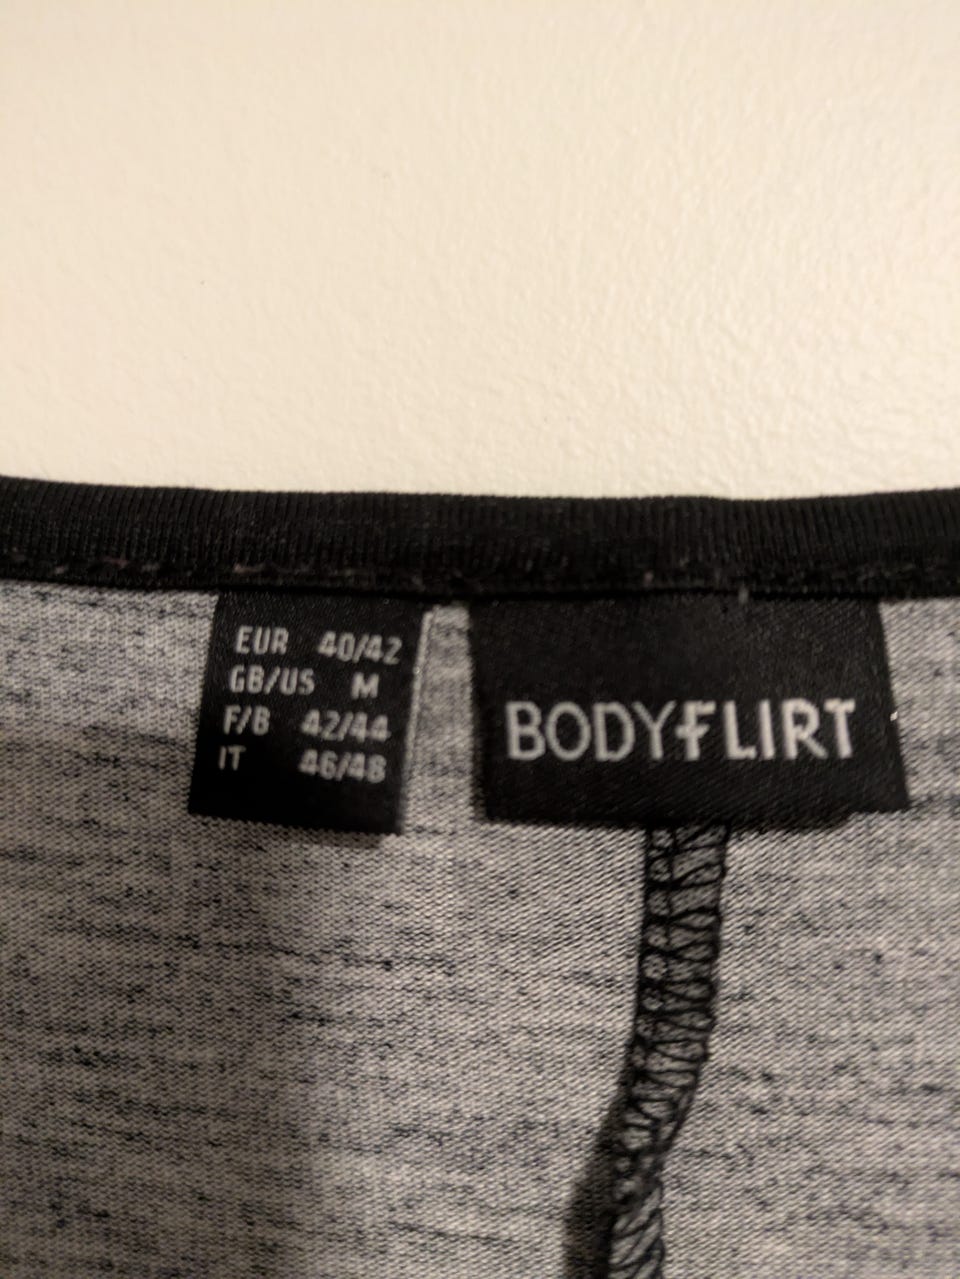 EUR 40/42
GB/US M
F/B 42/44
IT 46/48
BODYFLIRT